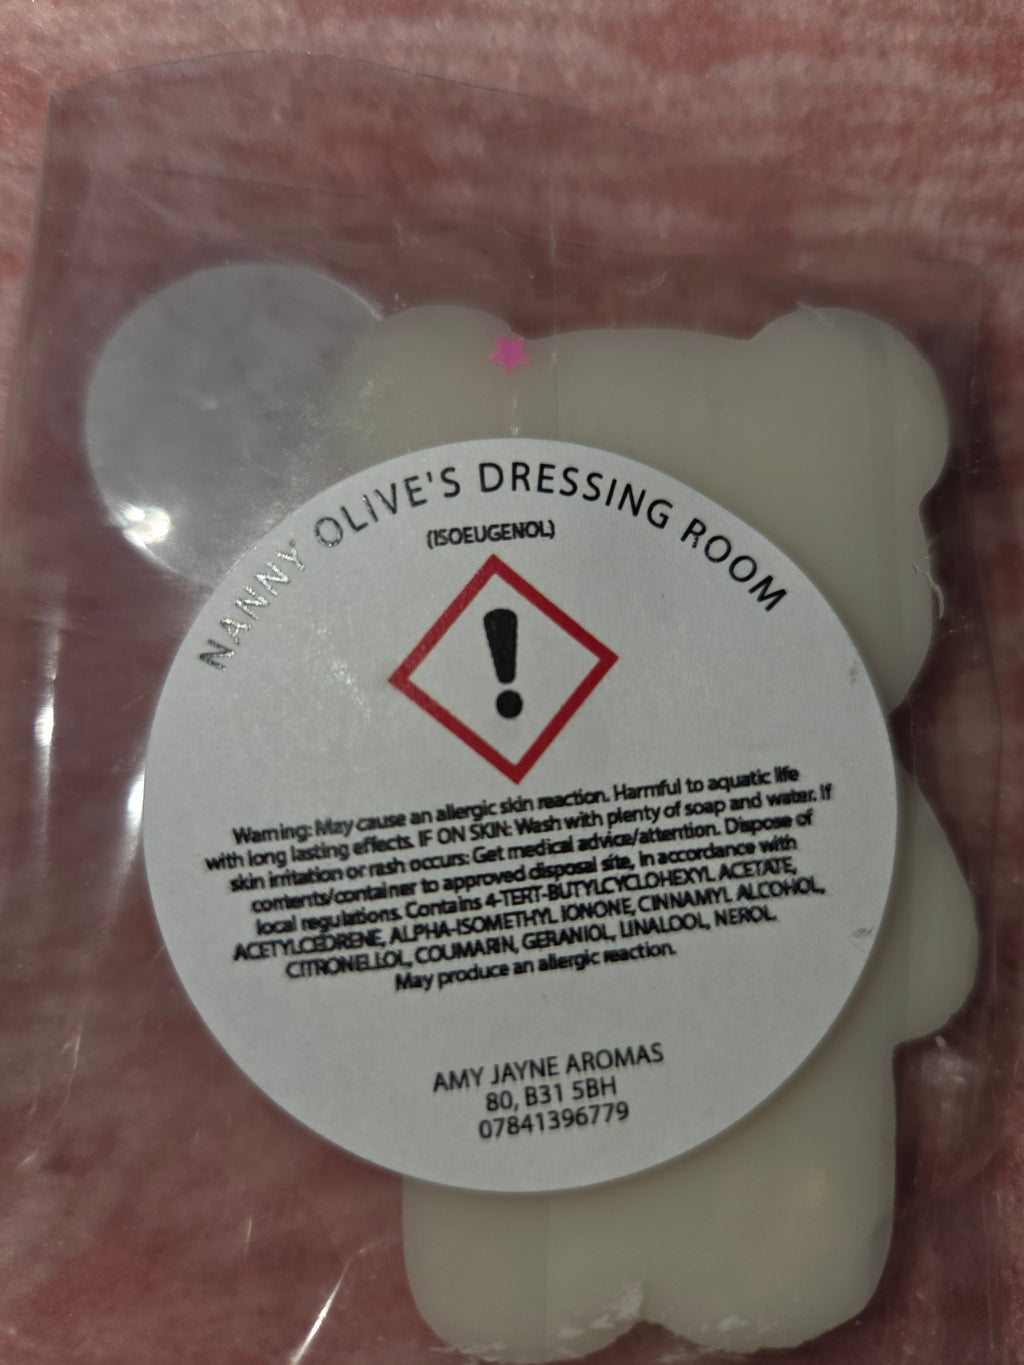 NANNY OLIVE'S DRESSING ROOM
(ISOEUGENOL)
Warning: May cause an allergic skin reaction. Harmful to aquatic life
with long lasting effects. IF ON SKIN: Wash with plenty of soap and water. If
skin irritation or rash occurs: Get medical advice/attention. Dispose of
contents/container to approved disposal site, in accordance with
local regulations. Contains 4-TERT-BUTYLCYCLOHEXYL ACETATE,
ACETYLCEDRENE, ALPHA-ISOMETHYL IONONE, CINNAMYL ALCOHOL,
CITRONELLOL, COUMARIN, GERANIOL, LINALOOL, NEROL.
May produce an allergic reaction.
AMY JAYNE AROMAS
80, B31 5BH
07841396779